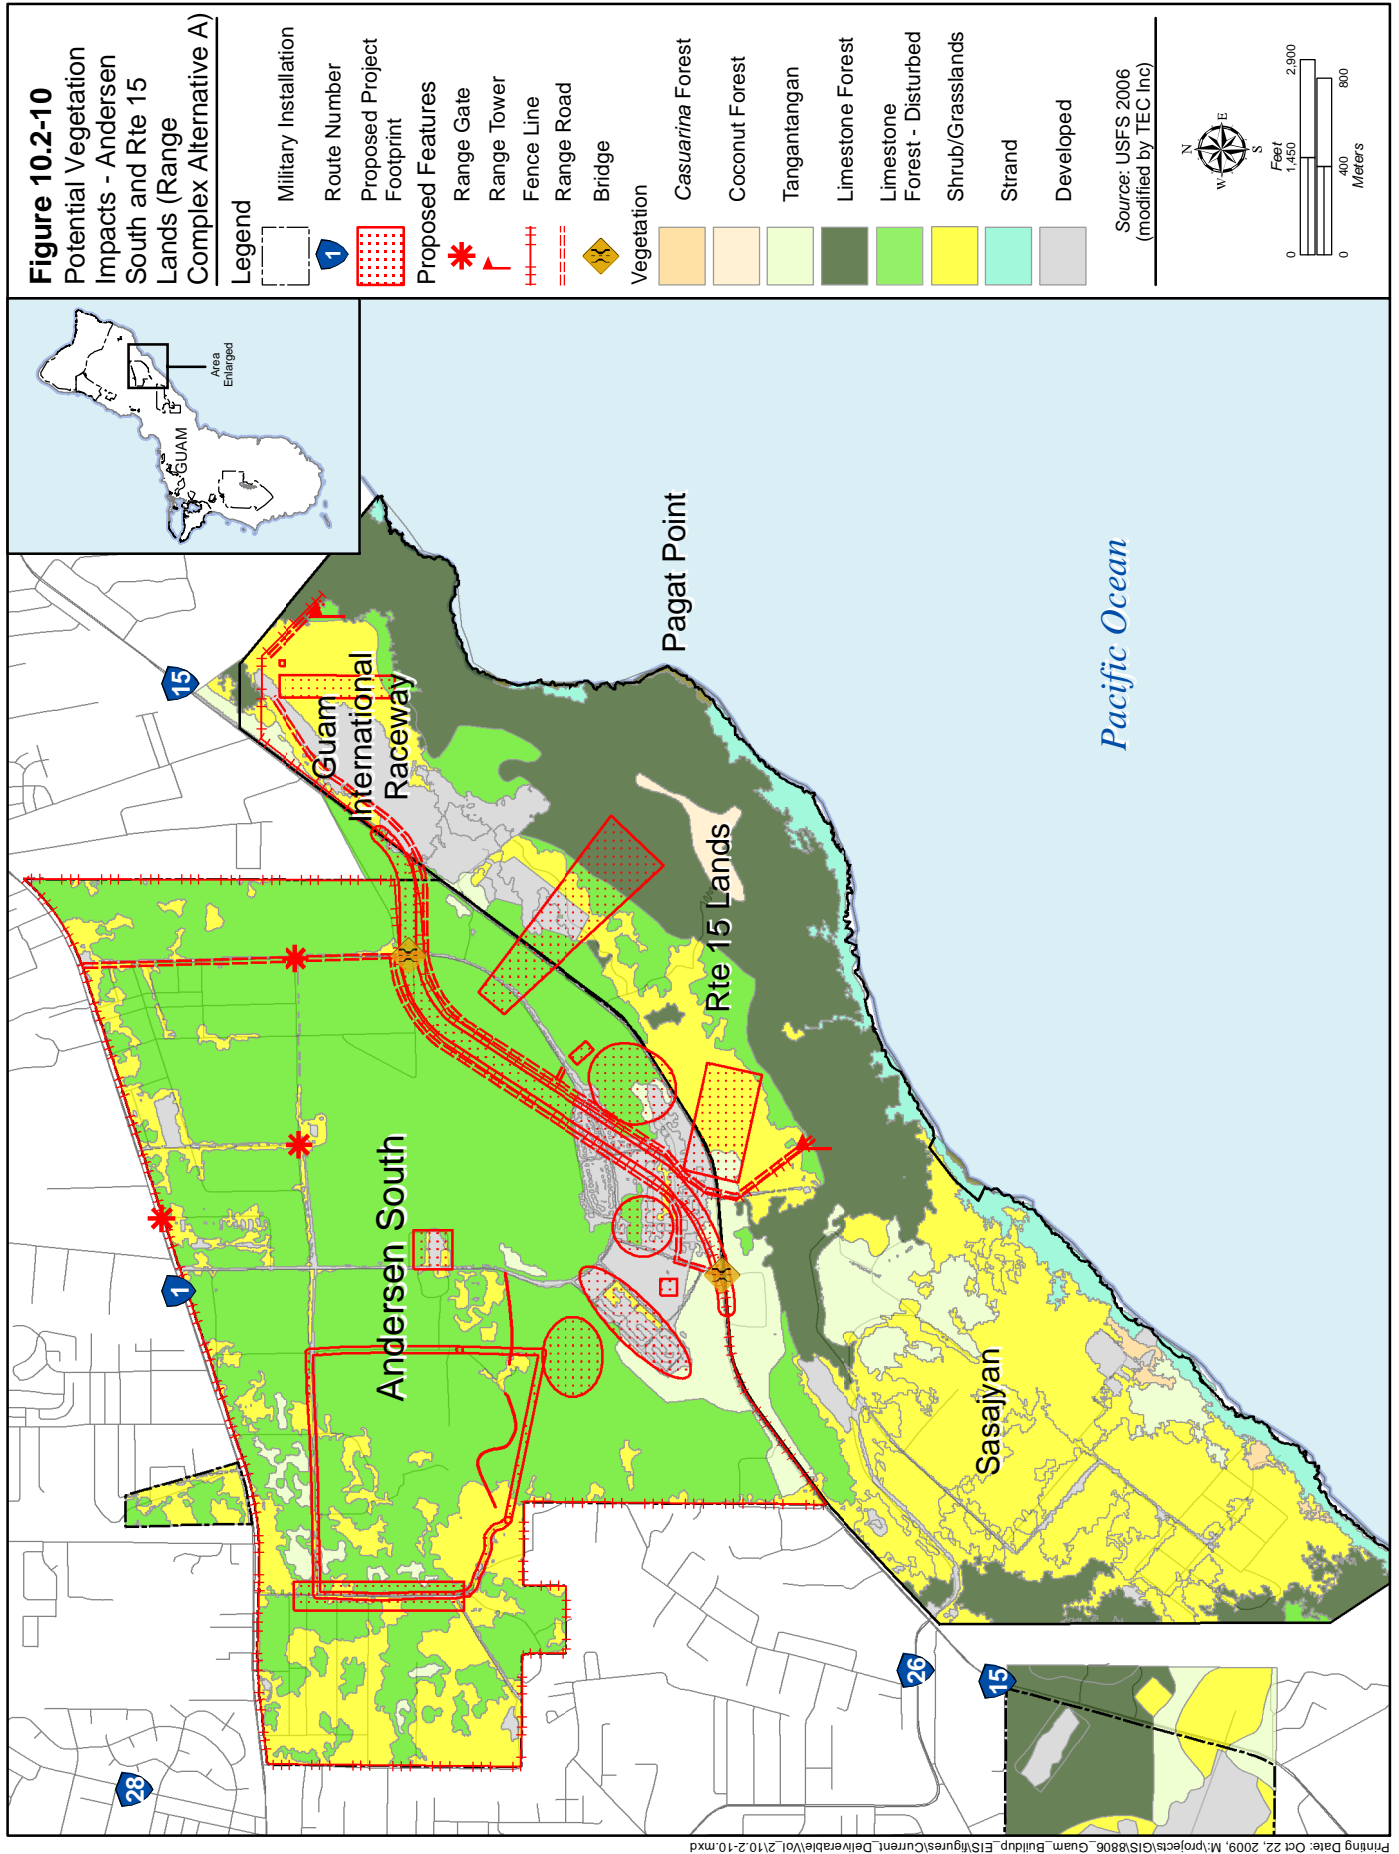 Figure 10.2-10
Potential Vegetation
Impacts - Andersen
South and Rte 15
Lands (Range
Complex Alternative A)
Legend
Military Installation
1
Route Number
Proposed Project
Footprint
Proposed Features
Range Gate
Range Tower
Fence Line
Range Road
Bridge
Vegetation
Casuarina Forest
Coconut Forest
Tangantangan
Limestone Forest
Limestone
Forest - Disturbed
Shrub/Grasslands
Strand
Developed
Source: USFS 2006
(modified by TEC Inc)
N
W
E
S
Feet
0
1,450
2,900
0
400
800
Meters
GUAM
Area
Enlarged
15
Guam
International
Raceway
Pagat Point
Pacific Ocean
Rte 15 Lands
1
Andersen South
Sasajyan
28
26
15
Printing Date: Oct 22, 2009, M:\projects\GIS\8806_Guam_Buildup_EIS\figures\Current_Deliverable\Vol_2\10.2-10.mxd